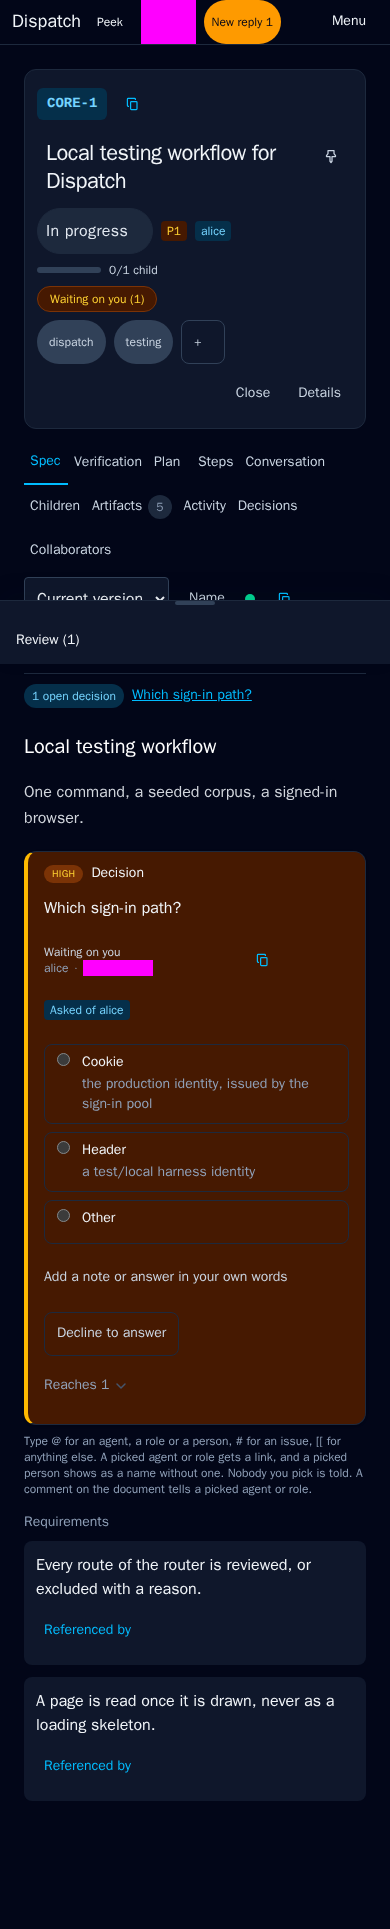 Dispatch
Peek
New reply 1
Menu
CORE-1
Local testing workflow for
Dispatch
In progress
P1
alice
0/1 child
Waiting on you (1)
dispatch
testing
+
Close
Details
Spec
Verification
Plan
Steps
Conversation
Children
Artifacts 5
Activity
Decisions
Collaborators
Current version
Name
Review (1)
1 open decision
Which sign-in path?
Local testing workflow
One command, a seeded corpus, a signed-in
browser.
HIGH
Decision
Which sign-in path?
Waiting on you
alice ·
Asked of alice
Cookie
the production identity, issued by the
sign-in pool
Header
a test/local harness identity
Other
Add a note or answer in your own words
Decline to answer
Reaches 1
Type @ for an agent, a role or a person, # for an issue, [[ for
anything else. A picked agent or role gets a link, and a picked
person shows as a name without one. Nobody you pick is told. A
comment on the document tells a picked agent or role.
Requirements
Every route of the router is reviewed, or
excluded with a reason.
Referenced by
A page is read once it is drawn, never as a
loading skeleton.
Referenced by